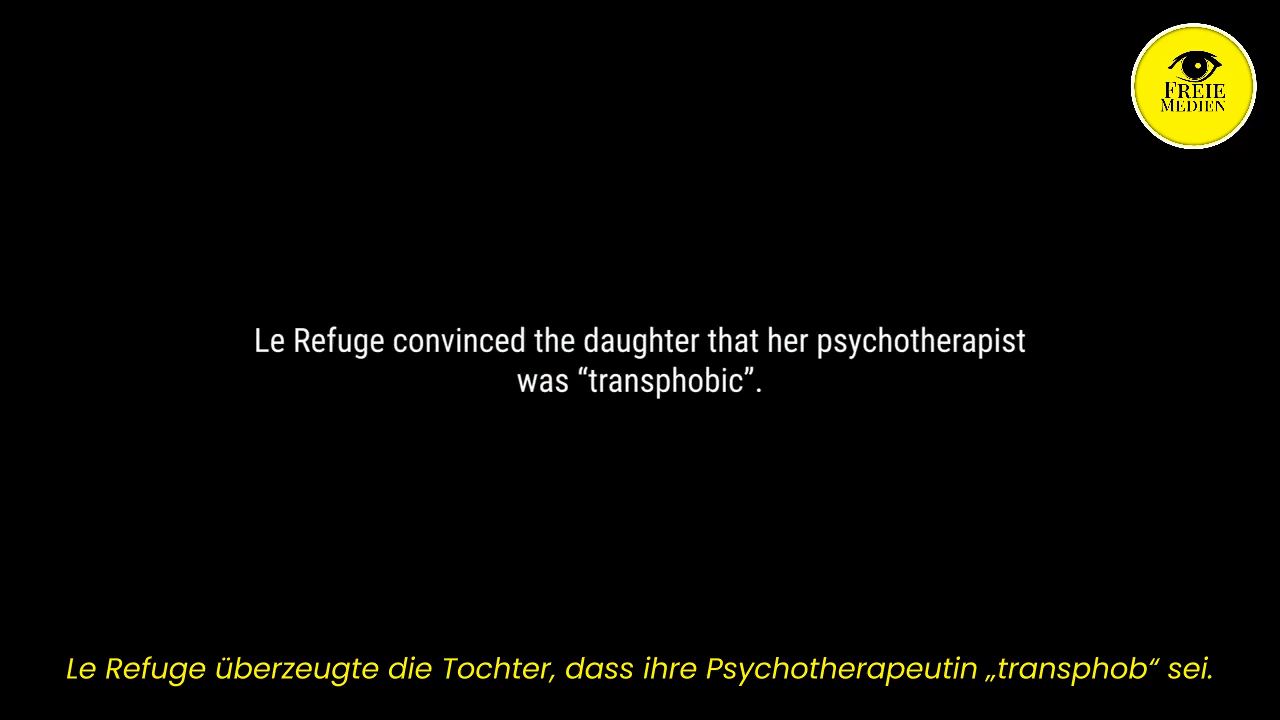 FREIE
MEDIEN
Le Refuge convinced the daughter that her psychotherapist
was “transphobic”.
Le Refuge überzeugte die Tochter, dass ihre Psychotherapeutin „transphob“ sei.